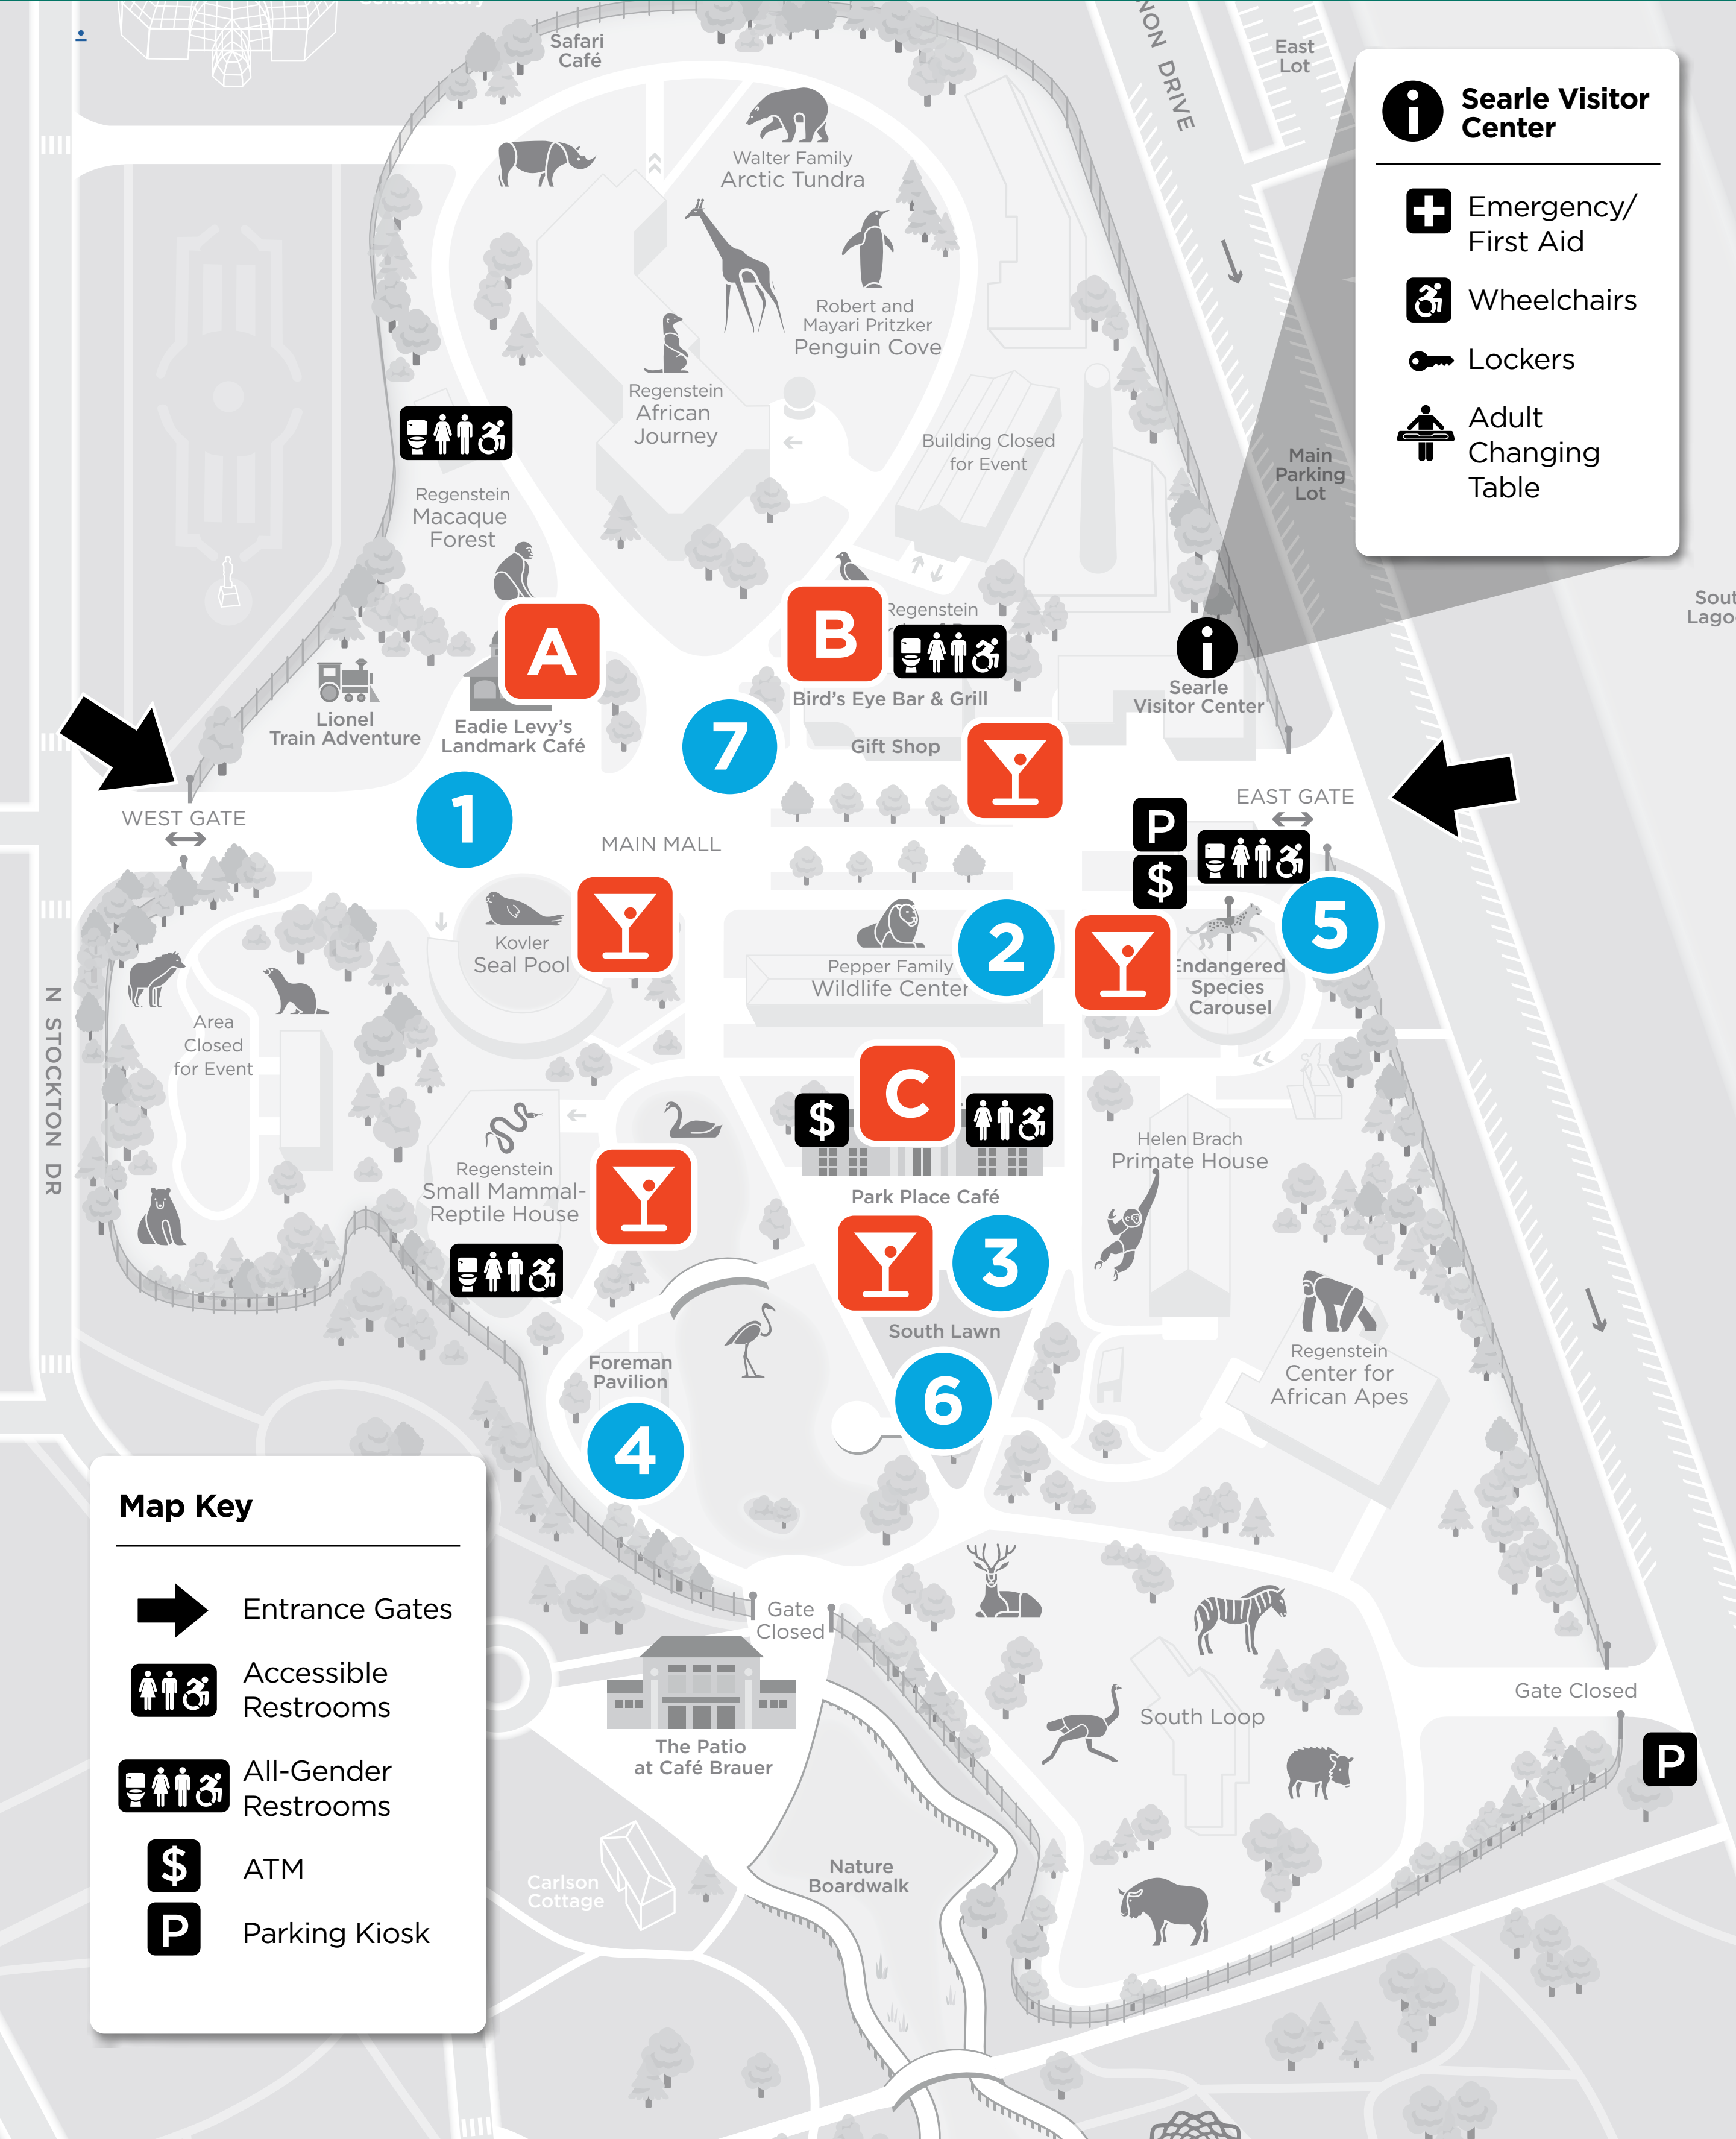 Conservatory
Safari
Café
NON DRIVE
East
Lot
Searle Visitor
Center
Emergency/
First Aid
Wheelchairs
Lockers
Adult
Changing
Table
Walter Family
Arctic Tundra
Robert and
Mayari Pritzker
Penguin Cove
Regenstein
African
Journey
Building Closed
for Event
Main
Parking
Lot
Regenstein
Macaque
Forest
Sout
Lago
A
B
Regenstein
Bird's Eye Bar & Grill
Searle
Visitor Center
Lionel
Train Adventure
Eadie Levy's
Landmark Café
7
Gift Shop
WEST GATE
1
MAIN MALL
EAST GATE
P
$
5
Kovler
Seal Pool
Pepper Family
Wildlife Center
2
Endangered
Species
Carousel
N STOCKTON DR
Area
Closed
for Event
C
$
Regenstein
Small Mammal-
Reptile House
Park Place Café
Helen Brach
Primate House
3
South Lawn
Foreman
Pavilion
4
6
Regenstein
Center for
African Apes
Map Key
Entrance Gates
Accessible
Restrooms
All-Gender
Restrooms
$
ATM
P
Parking Kiosk
Gate
Closed
The Patio
at Café Brauer
South Loop
Gate Closed
P
Carlson
Cottage
Nature
Boardwalk